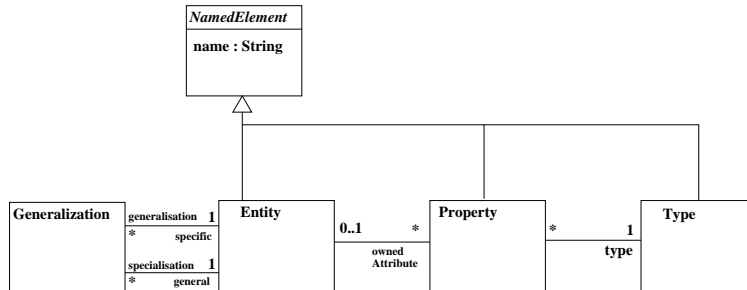 NamedElement
name : String
Generalization
generalisation 1
* specific
specialisation 1
* general
Entity
0..1 *
owned
Attribute
Property
* 1
type
Type